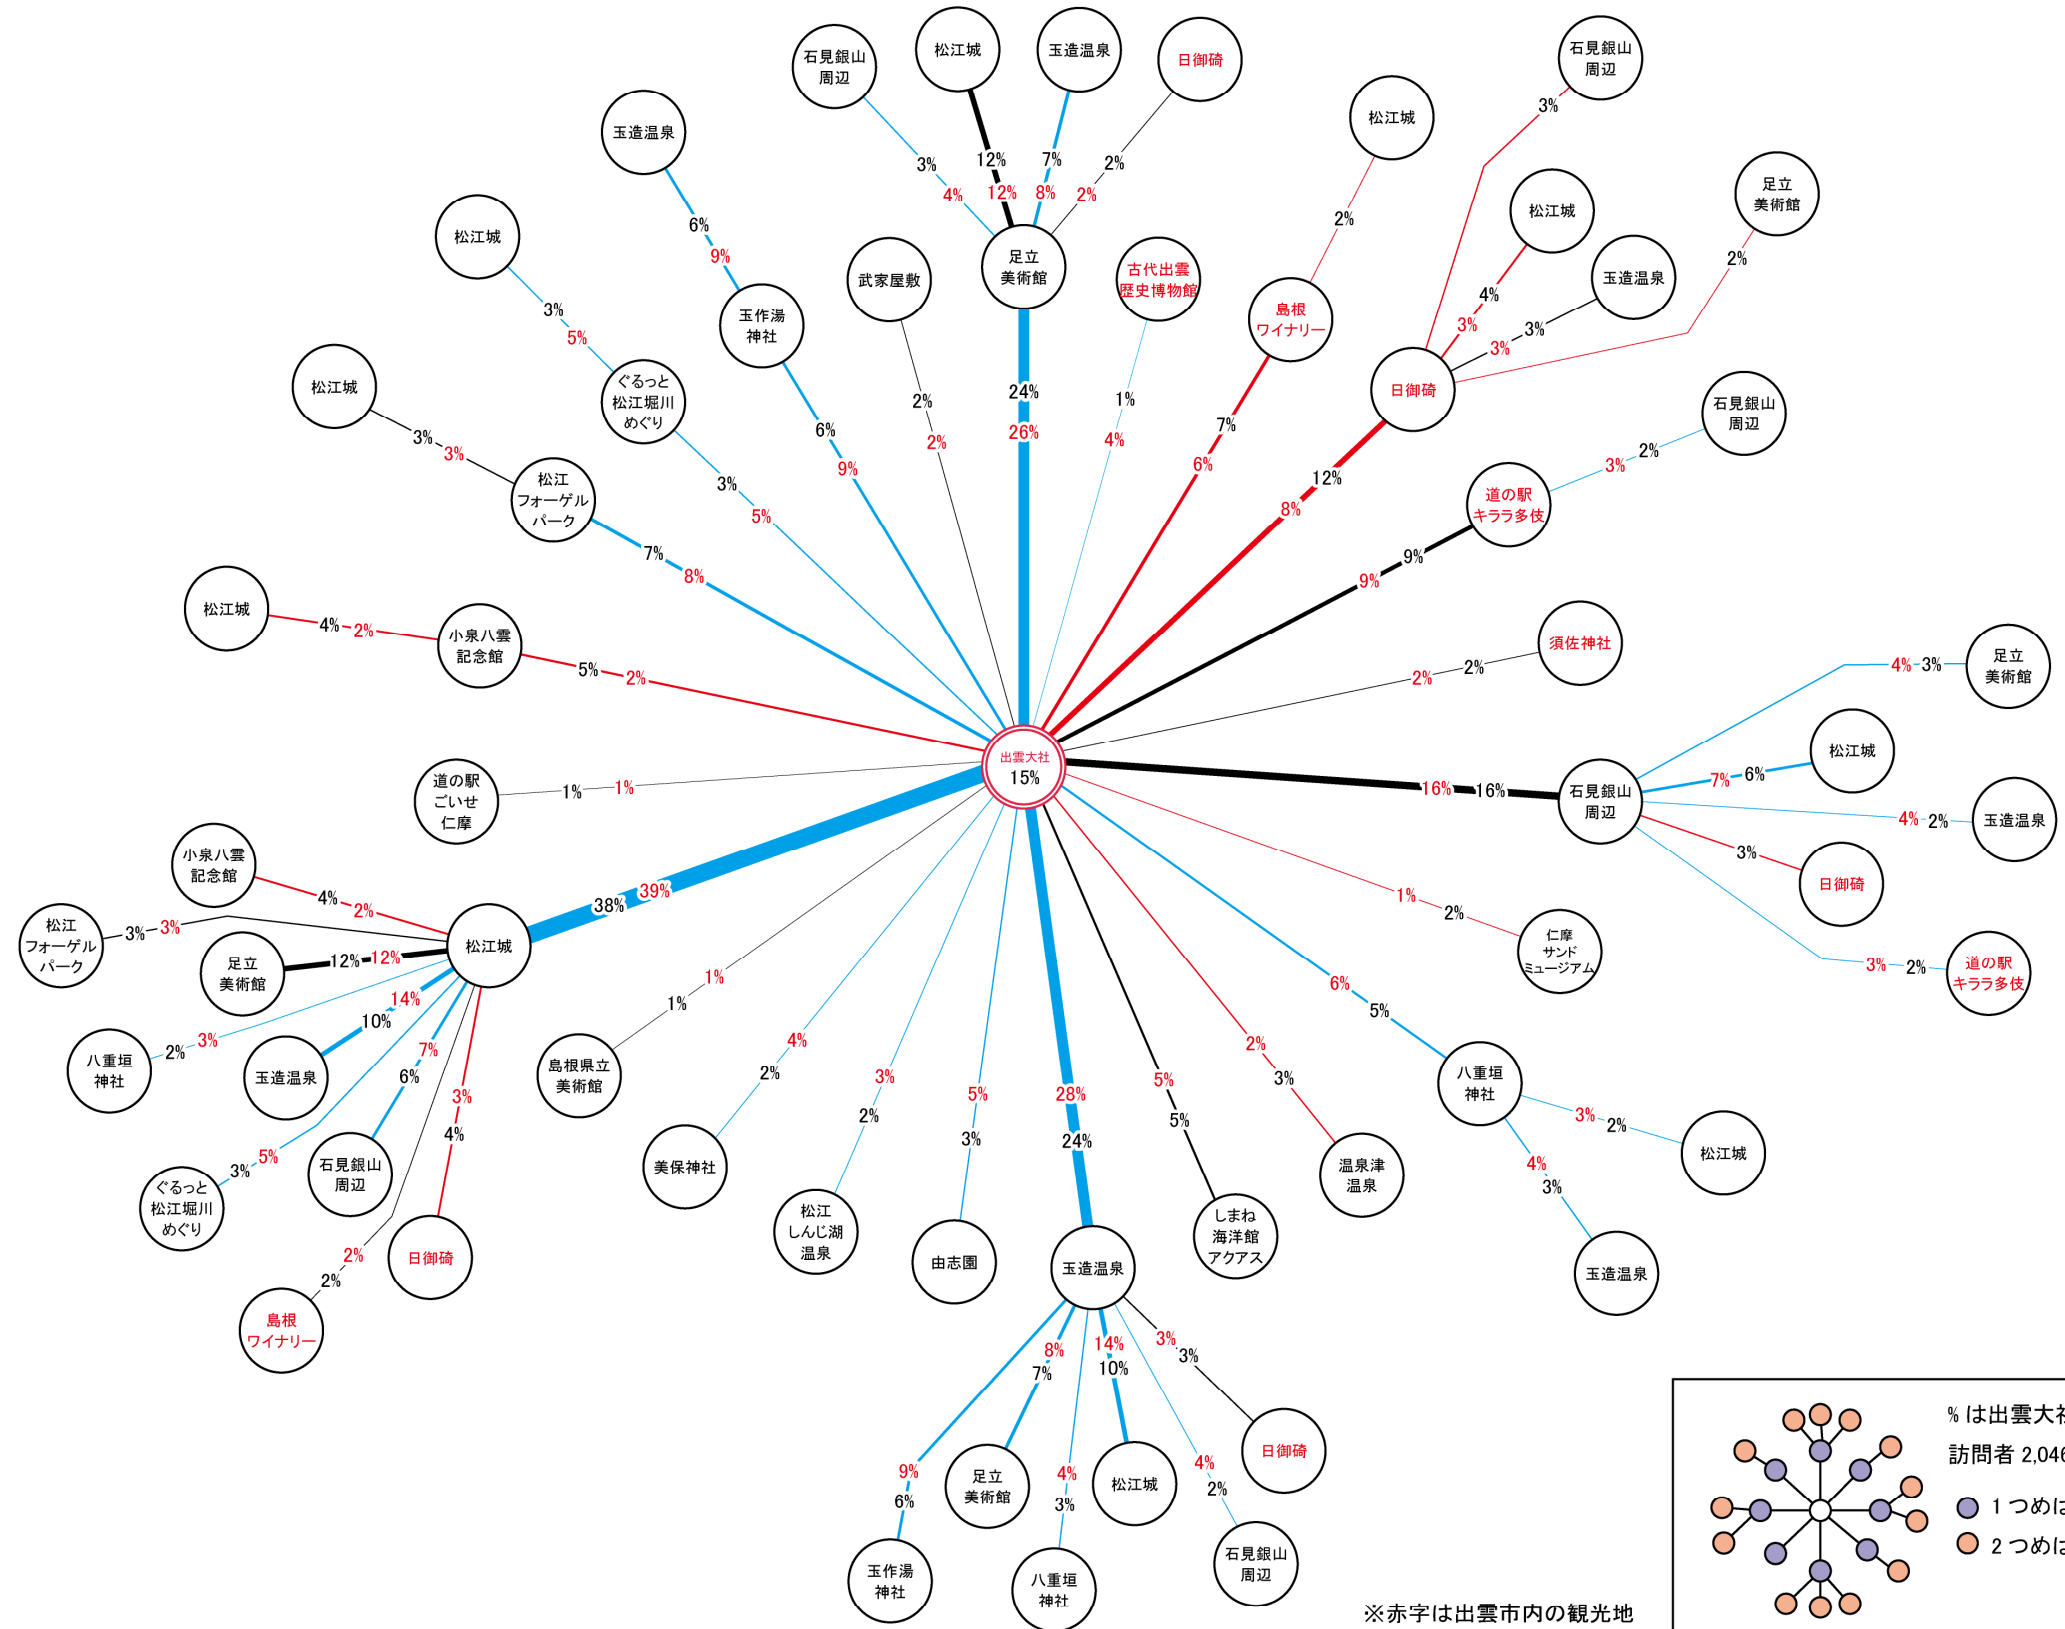 石見銀山
周辺
松江城
玉造温泉
日御碕
石見銀山
周辺
3%
玉造温泉
松江城
12%
7%
2%
3%
4%
12%
8%
2%
足立
美術館
松江城
足立
美術館
2%
松江城
6%
9%
松江城
2%
玉造温泉
3%
5%
武家屋敷
足立
美術館
古代出雲
歴史博物館
4%
3%
3%
3%
玉作湯
神社
島根
ワイナリー
日御碕
松江城
3%
3%
ぐるっと
松江堀川
めぐり
2%
2%
24%
26%
1%
4%
7%
6%
石見銀山
周辺
3%
2%
6%
9%
12%
8%
松江
フォーゲル
パーク
3%
5%
道の駅
キララ多伎
7%
8%
9%
9%
松江城
4%
2%
小泉八雲
記念館
5%
2%
須佐神社
2%
2%
足立
美術館
4%
3%
出雲大社
15%
道の駅
ごいせ
仁摩
1%
1%
16%
16%
石見銀山
周辺
松江城
7%
6%
玉造温泉
4%
2%
日御碕
3%
道の駅
キララ多伎
3%
2%
小泉八雲
記念館
4%
2%
松江
フォーゲル
パーク
3%
3%
松江城
38%
39%
足立
美術館
12%
12%
八重垣
神社
2%
3%
玉造温泉
14%
10%
ぐるっと
松江堀川
めぐり
3%
5%
石見銀山
周辺
7%
6%
島根
ワイナリー
2%
2%
日御碕
3%
4%
1%
1%
島根県立
美術館
4%
2%
美保神社
3%
2%
松江
しんじ湖
温泉
5%
3%
由志園
28%
24%
玉造温泉
5%
5%
しまね
海洋館
アクアス
2%
3%
温泉津
温泉
1%
2%
仁摩
サンド
ミュージアム
6%
5%
八重垣
神社
3%
2%
松江城
4%
3%
玉造温泉
9%
6%
玉作湯
神社
8%
7%
足立
美術館
4%
3%
八重垣
神社
14%
10%
松江城
4%
2%
石見銀山
周辺
3%
3%
日御碕
%は出雲大
訪問者 2,046
1つめは
2つめは
※赤字は出雲市内の観光地